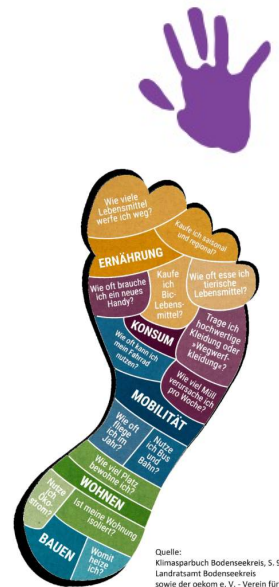 Wie viele
Lebensmittel
werfe ich weg?
Kaufe ich saisonal
und regional?
ERNÄHRUNG
Wie oft brauche
ich ein neues
Handy?
Kaufe
ich
Bio-
Lebens-
mittel?
Wie oft esse ich
tierische
Lebensmittel?
KONSUM
Trage ich
hochwertige
Kleidung oder
»Wegwerf-
kleidung«?
Wie oft kann ich
mein Fahrrad
nutzen?
Wie viel Müll
verursache ich
pro Woche?
MOBILITÄT
Wie oft
fliege
ich im
Jahr?
Nutze
ich Bus
und
Bahn?
Wie viel Platz
bewohne ich?
WOHNEN
Nutze
ich
Öko-
strom?
Ist meine Wohnung
isoliert?
BAUEN
Womit
heize
ich?
Quelle:
Klimasparbuch Bodenseekreis, S.
Landratsamt Bodenseekreis
sowie der oekom e. V. - Verein für